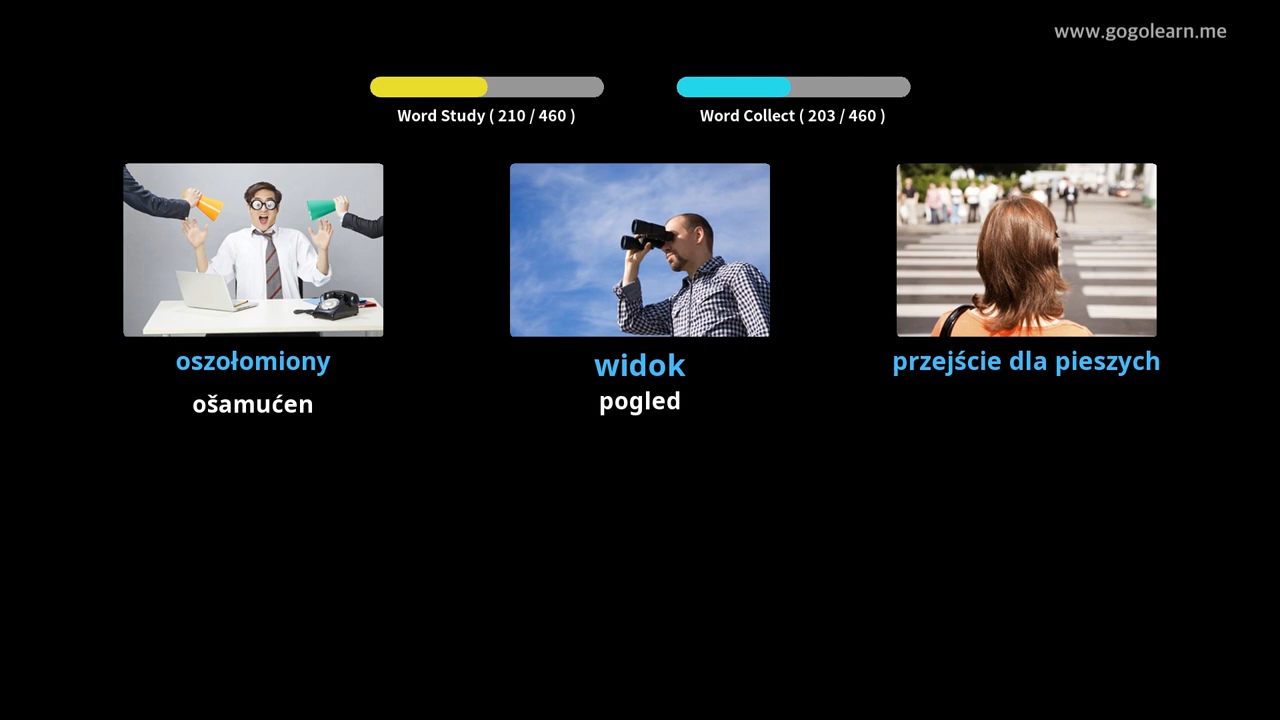 www.gogolearn.me
Word Study ( 210 / 460 )
Word Collect ( 203 / 460 )
oszołomiony
ošamućen
widok
pogled
przejście dla pieszych